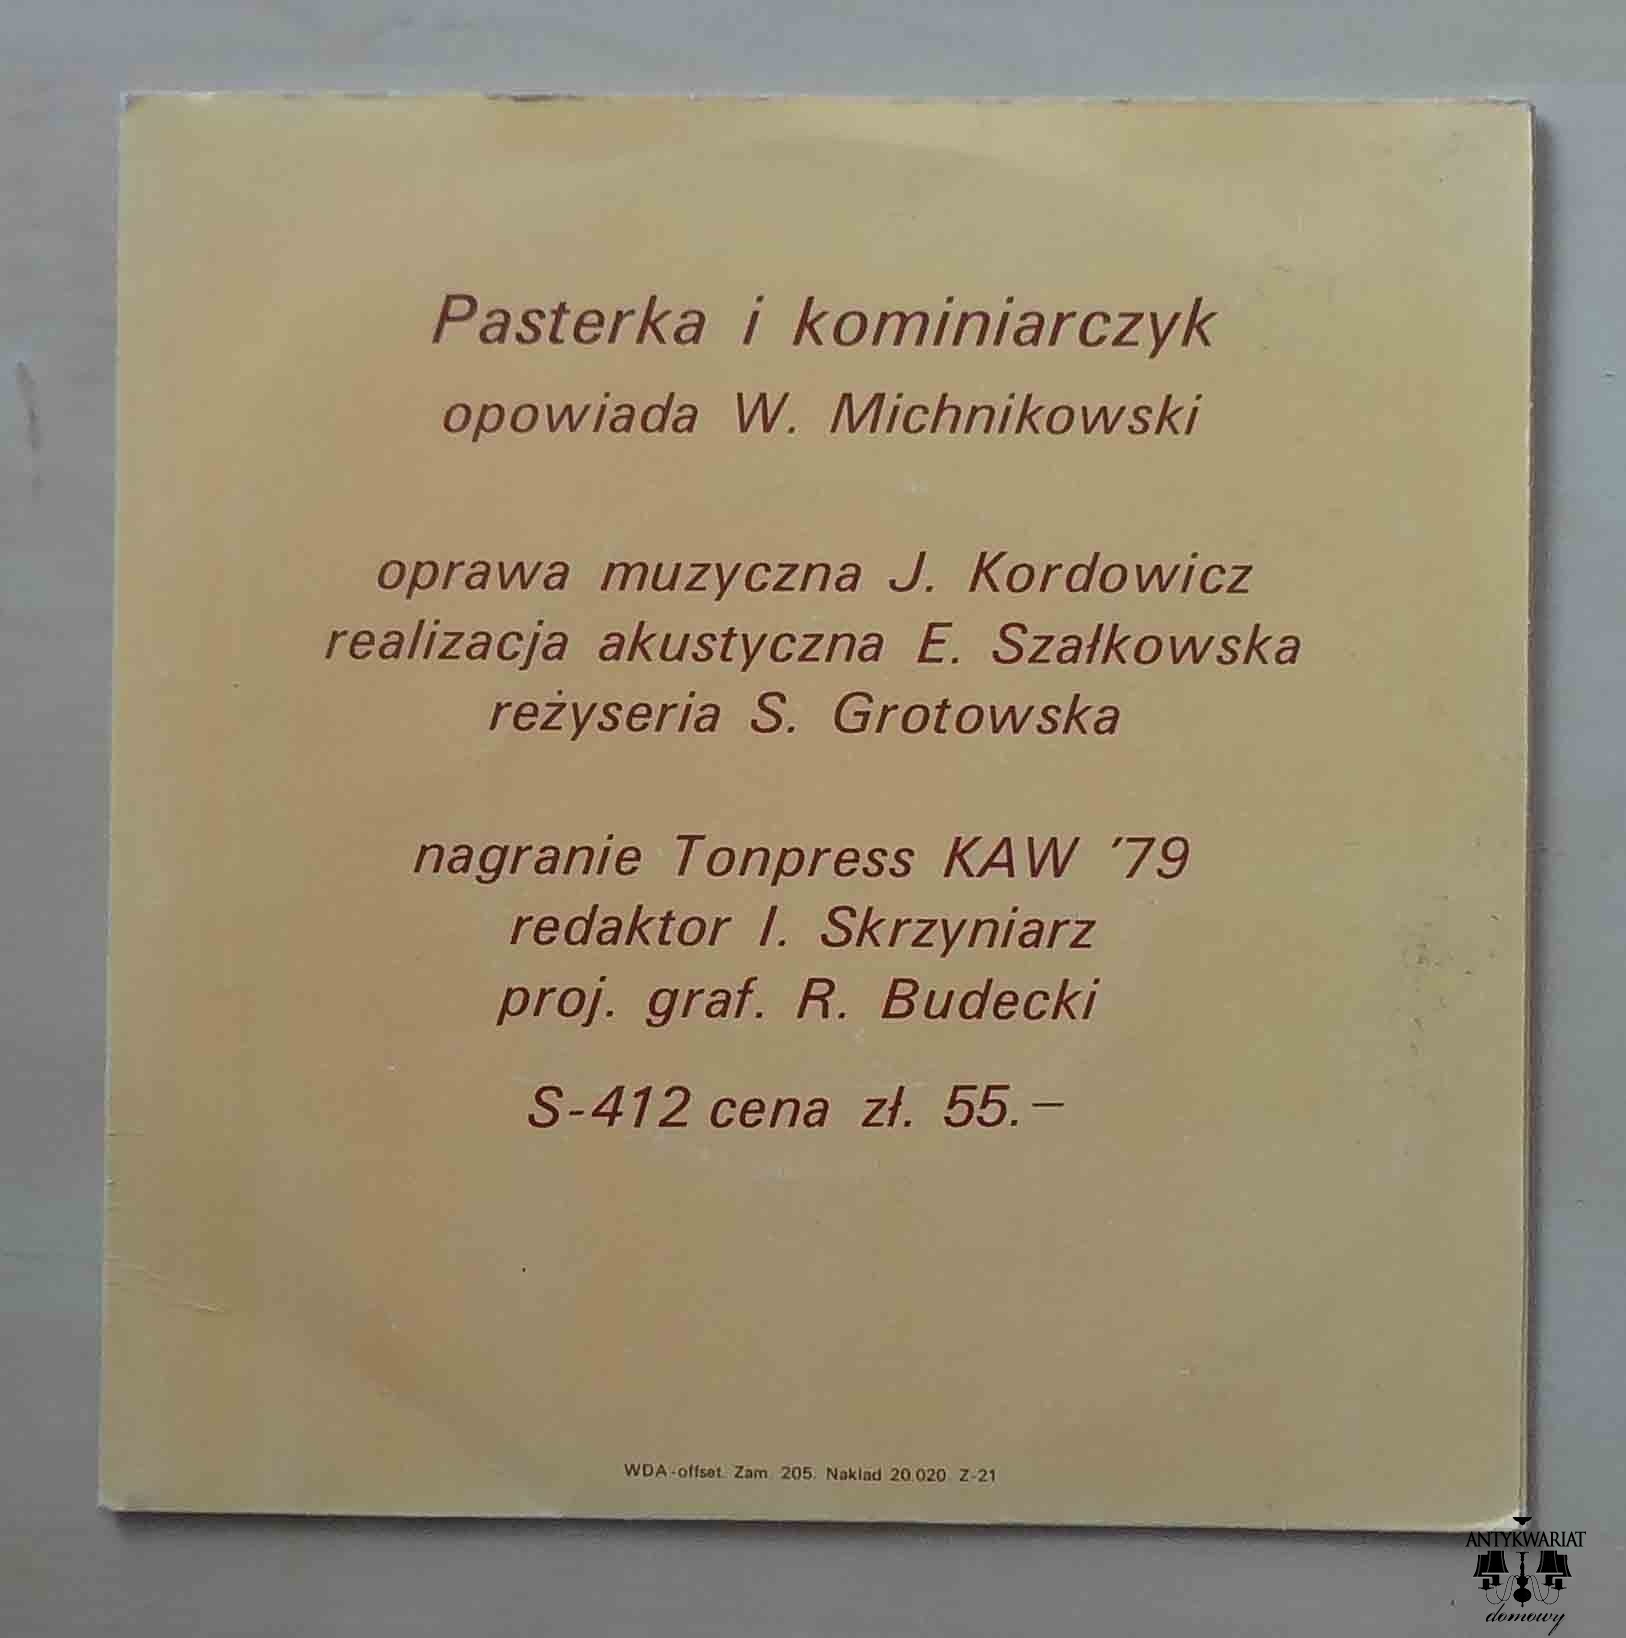 Pasterka i kominiarczyk
opowiada W. Michnikowski
oprawa muzyczna J. Kordowicz
realizacja akustyczna E. Szałkowska
reżyseria S. Grotowska
nagranie Tonpress KAW '79
redaktor I. Skrzyniarz
proj. graf. R. Budecki
S-412 cena zł. 55.—
WDA-offset. Zam. 205. Nakład 20.020 Z-21
ANTYKWARIAT
domowy